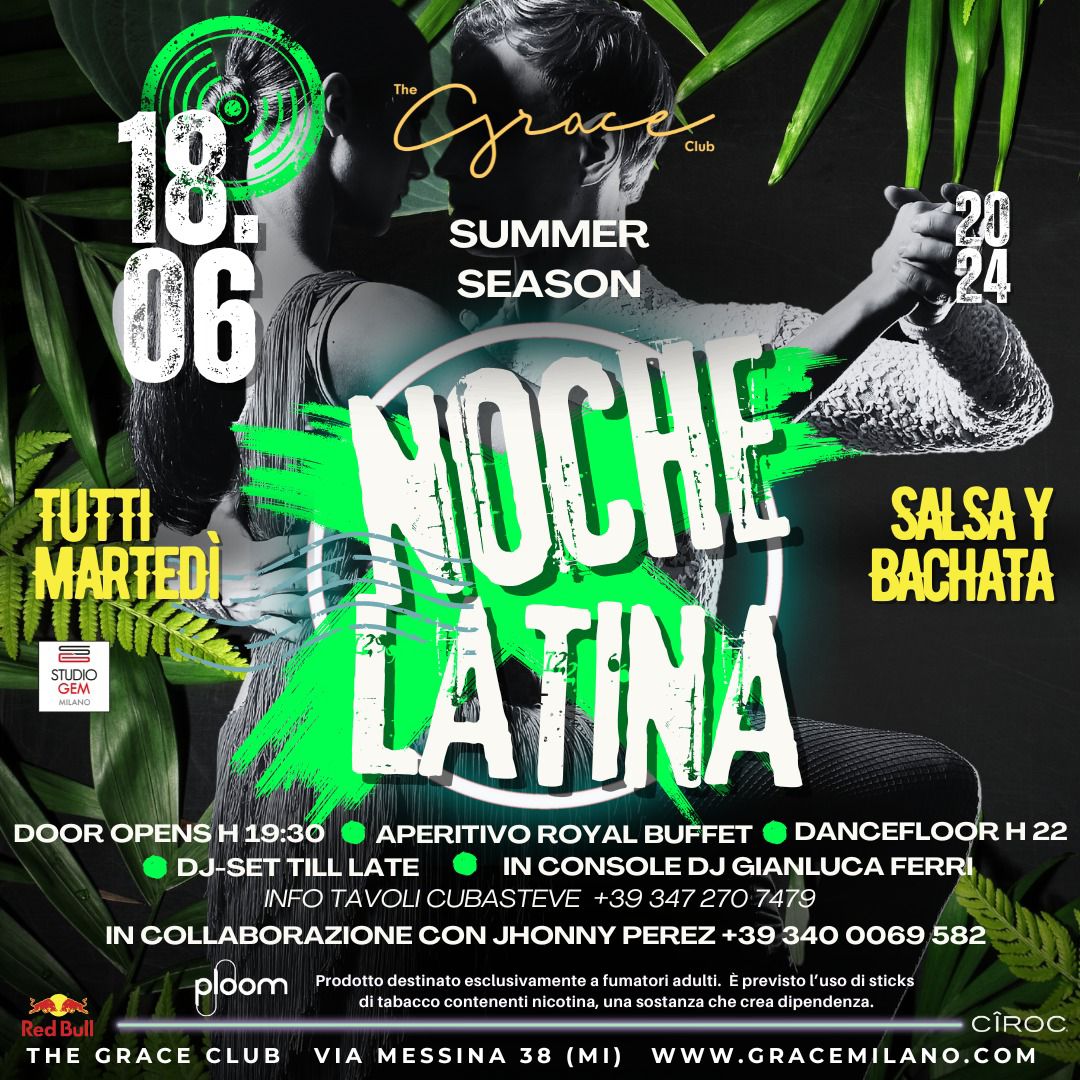 The
Grace
Club
18.
06
SUMMER
SEASON
20
24
NOCHE
LATINA
TUTTI
MARTEDÌ
SALSA Y
BACHATA
STUDIO
GEM
MILANO
DOOR OPENS H 19:30 APERITIVO ROYAL BUFFET DANCEFLOOR H 22
DJ-SET TILL LATE IN CONSOLE DJ GIANLUCA FERRI
INFO TAVOLI CUBASTEVE +39 347 270 7479
IN COLLABORAZIONE CON JHONNY PEREZ +39 340 0069 582
ploom
Prodotto destinato esclusivamente a fumatori adulti. È previsto l’uso di sticks
di tabacco contenenti nicotina, una sostanza che crea dipendenza.
Red Bull
CÎROC
THE GRACE CLUB VIA MESSINA 38 (MI) WWW.GRACEMILANO.COM